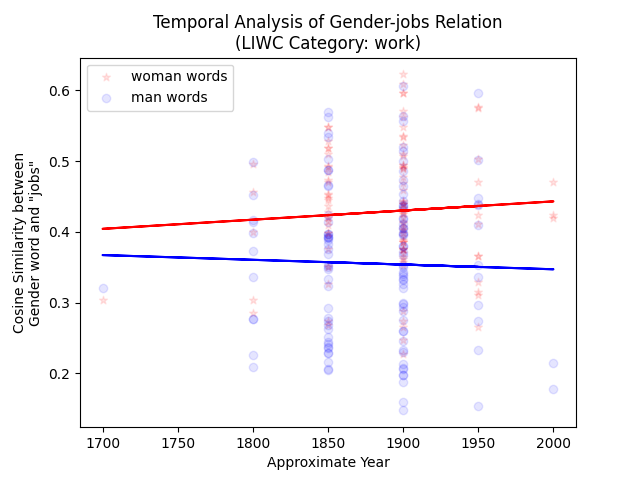 Temporal Analysis of Gender-jobs Relation
(LIWC Category: work)
woman words
man words
Cosine Similarity between
Gender word and "jobs"
0.6
0.5
0.4
0.3
0.2
1700 1750 1800 1850 1900 1950 2000
Approximate Year